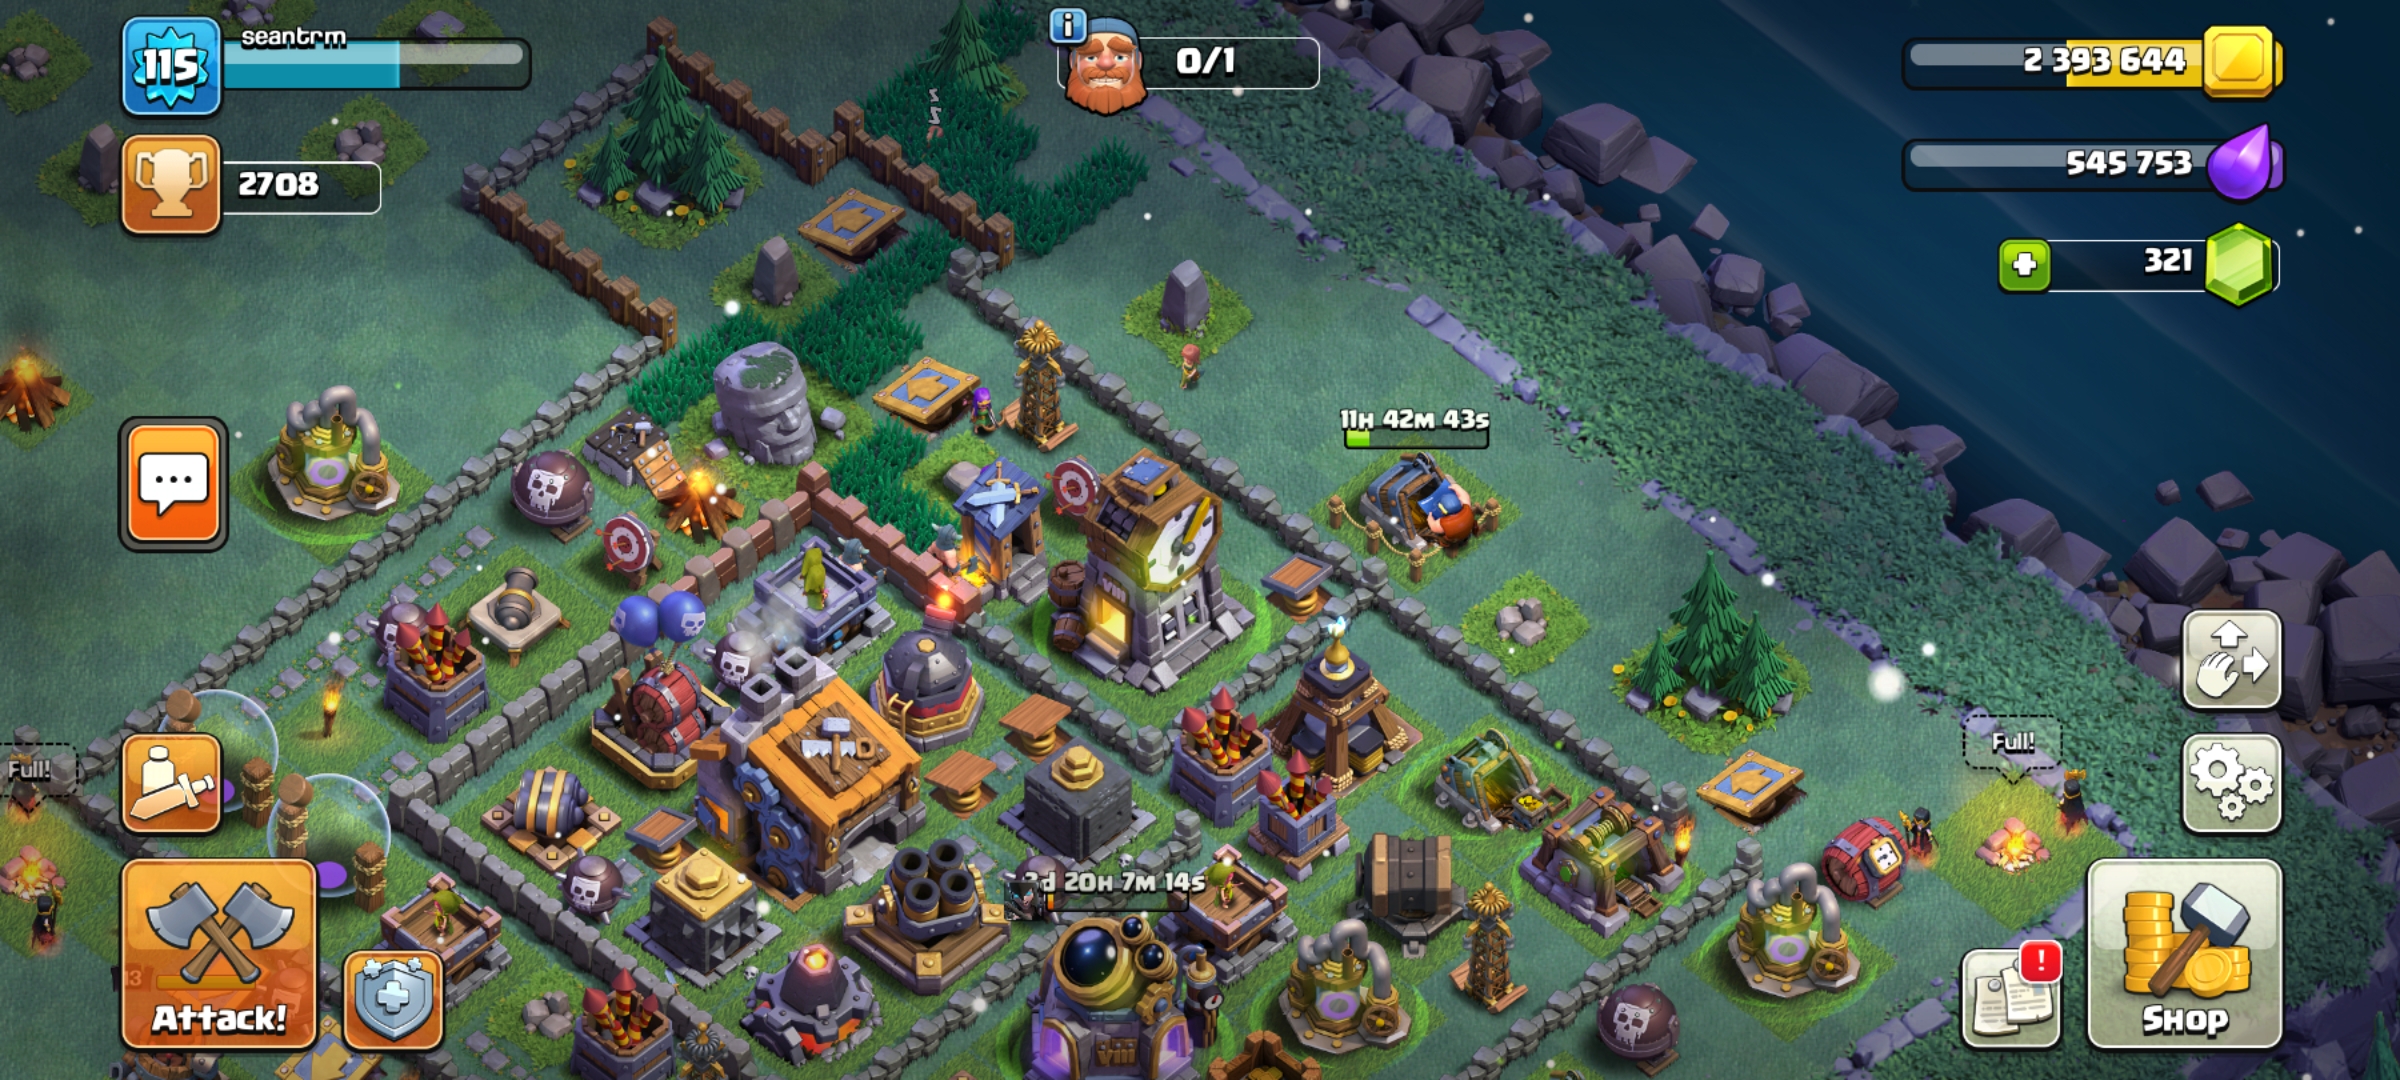 115
seantrm
0/1
2 393 644
2708
545 753
321
11H 42M 43s
Full!
Full!
20H 7M 14s
VIII
Attack!
Shop
!